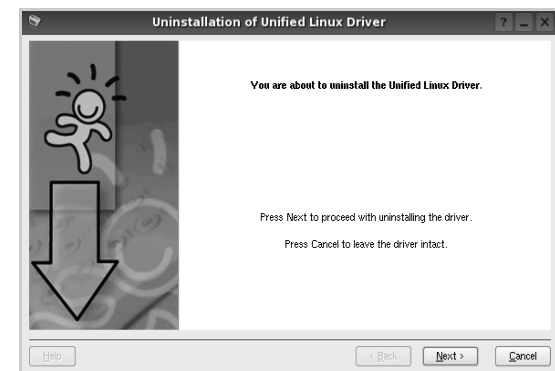 Uninstallation of Unified Linux Driver
You are about to uninstall the Unified Linux Driver.
Press Next to proceed with uninstalling the driver.
Press Cancel to leave the driver intact.
Help
< Back
Next >
Cancel